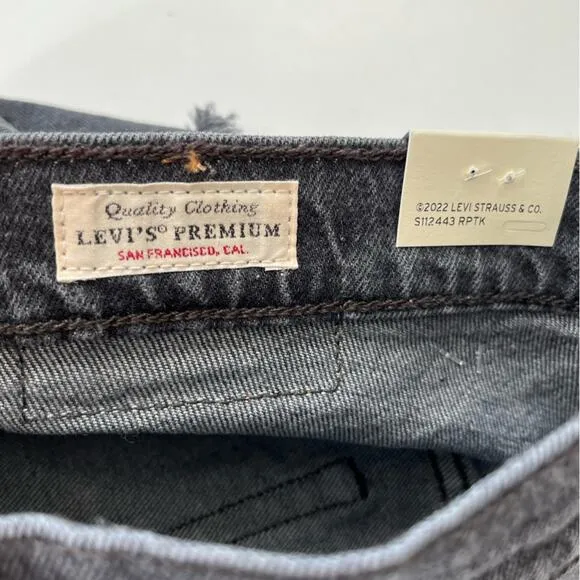 Quality Clothing
LEVI'S® PREMIUM
SAN FRANCISCO, CAL.
©2022 LEVI STRAUSS & CO.
S112443 RPTK